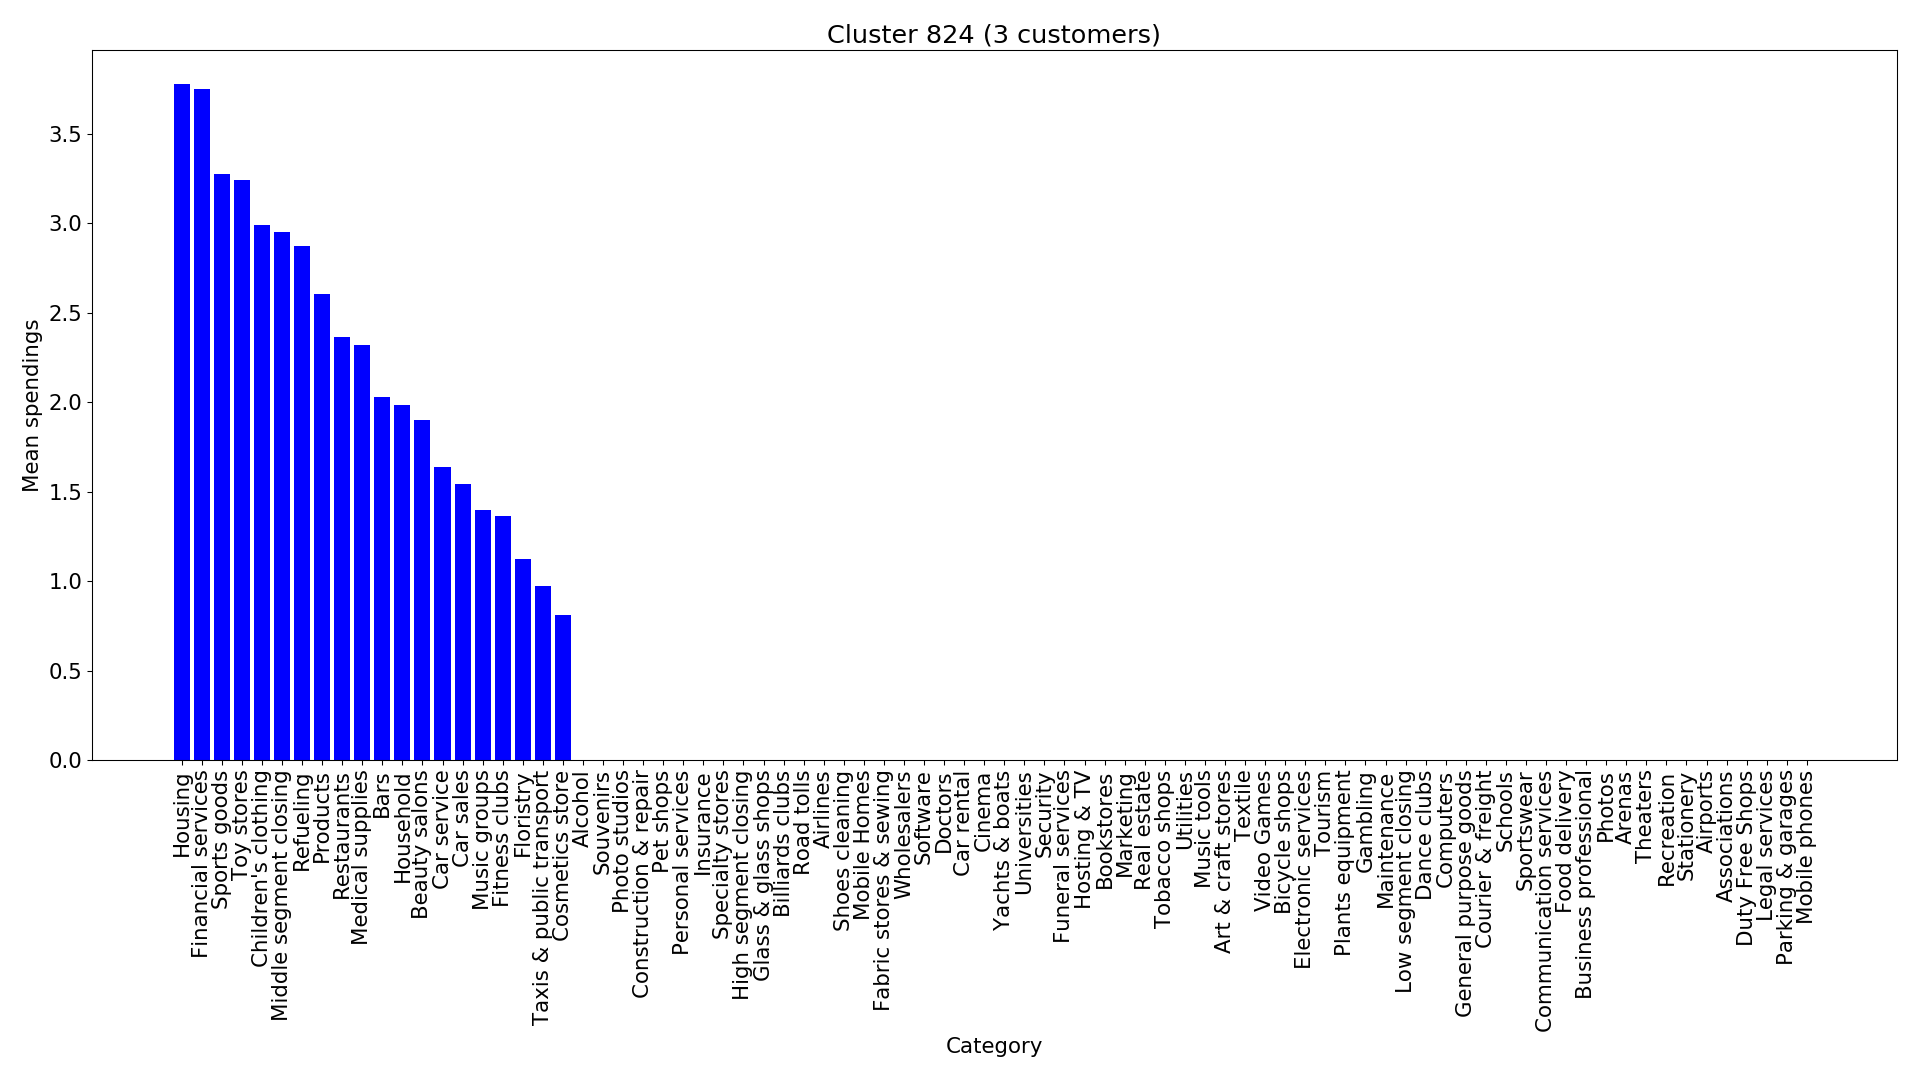 Cluster 824 (3 customers)
Mean spendings
3.5
3.0
2.5
2.0
1.5
1.0
0.5
0.0
Housing
Financial services
Sports goods
Toy stores
Children's clothing
Middle segment closing
Refueling
Products
Restaurants
Medical supplies
Bars
Household
Beauty salons
Car service
Car sales
Music groups
Fitness clubs
Floristry
Taxis & public transport
Cosmetics store
Alcohol
Souvenirs
Photo studios
Construction & repair
Pet shops
Personal services
Insurance
Specialty stores
High segment closing
Glass & glass shops
Billiards clubs
Road tolls
Airlines
Shoes cleaning
Mobile Homes
Fabric stores & sewing
Wholesalers
Software
Doctors
Car rental
Cinema
Yachts & boats
Universities
Security
Funeral services
Hosting & TV
Bookstores
Marketing
Real estate
Tobacco shops
Utilities
Music tools
Art & craft stores
Textile
Video Games
Bicycle shops
Electronic services
Tourism
Plants equipment
Gambling
Maintenance
Low segment closing
Dance clubs
Computers
General purpose goods
Courier & freight
Schools
Sportswear
Communication services
Food delivery
Business professional
Photos
Arenas
Theaters
Recreation
Stationery
Airports
Associations
Duty Free Shops
Legal services
Parking & garages
Mobile phones
Category